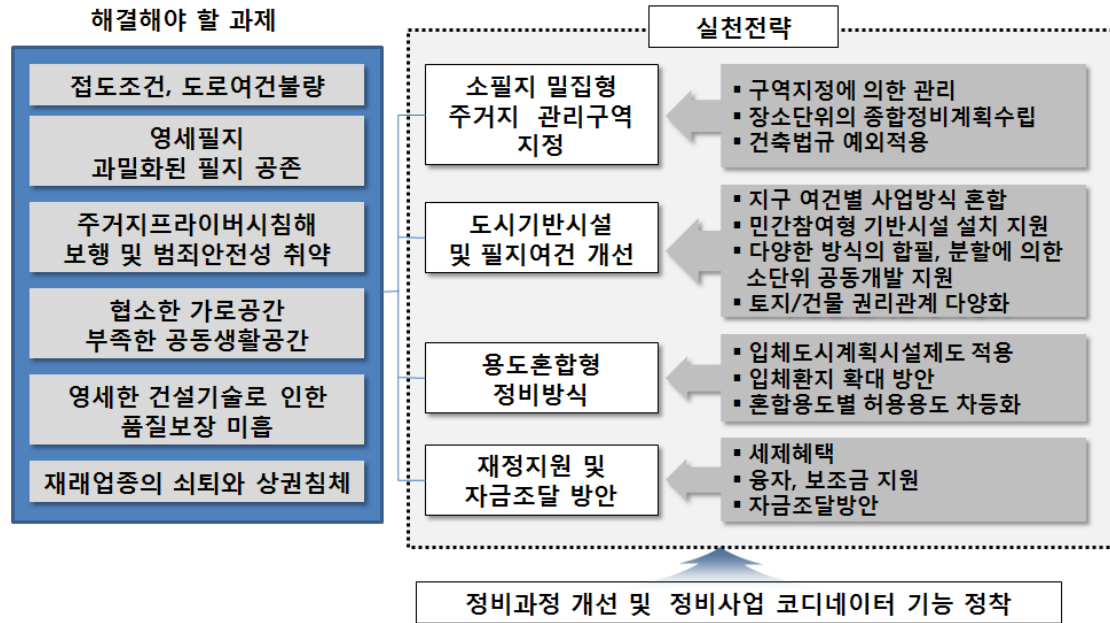 해결해야 할 과제
접도조건, 도로여건불량
영세필지
과밀화된 필지 공존
주거지프라이버시침해
보행 및 범죄안전성 취약
협소한 가로공간
부족한 공동생활공간
영세한 건설기술로 인한
품질보장 미흡
재래업종의 쇠퇴와 상권침체
실천전략
소필지 밀집형
주거지 관리구역
지정
▪ 구역지정에 의한 관리
▪ 장소단위의 종합정비계획수립
▪ 건축법규 예외적용
도시기반시설
및 필지여건 개선
▪ 지구 여건별 사업방식 혼합
▪ 민간참여형 기반시설 설치 지원
▪ 다양한 방식의 합필, 분할에 의한
소단위 공동개발 지원
▪ 토지/건물 권리관계 다양화
용도혼합형
정비방식
▪ 입체도시계획시설제도 적용
▪ 입체환지 확대 방안
▪ 혼합용도별 허용용도 차등화
재정지원 및
자금조달 방안
▪ 세제혜택
▪ 융자, 보조금 지원
▪ 자금조달방안
정비과정 개선 및 정비사업 코디네이터 기능 정착